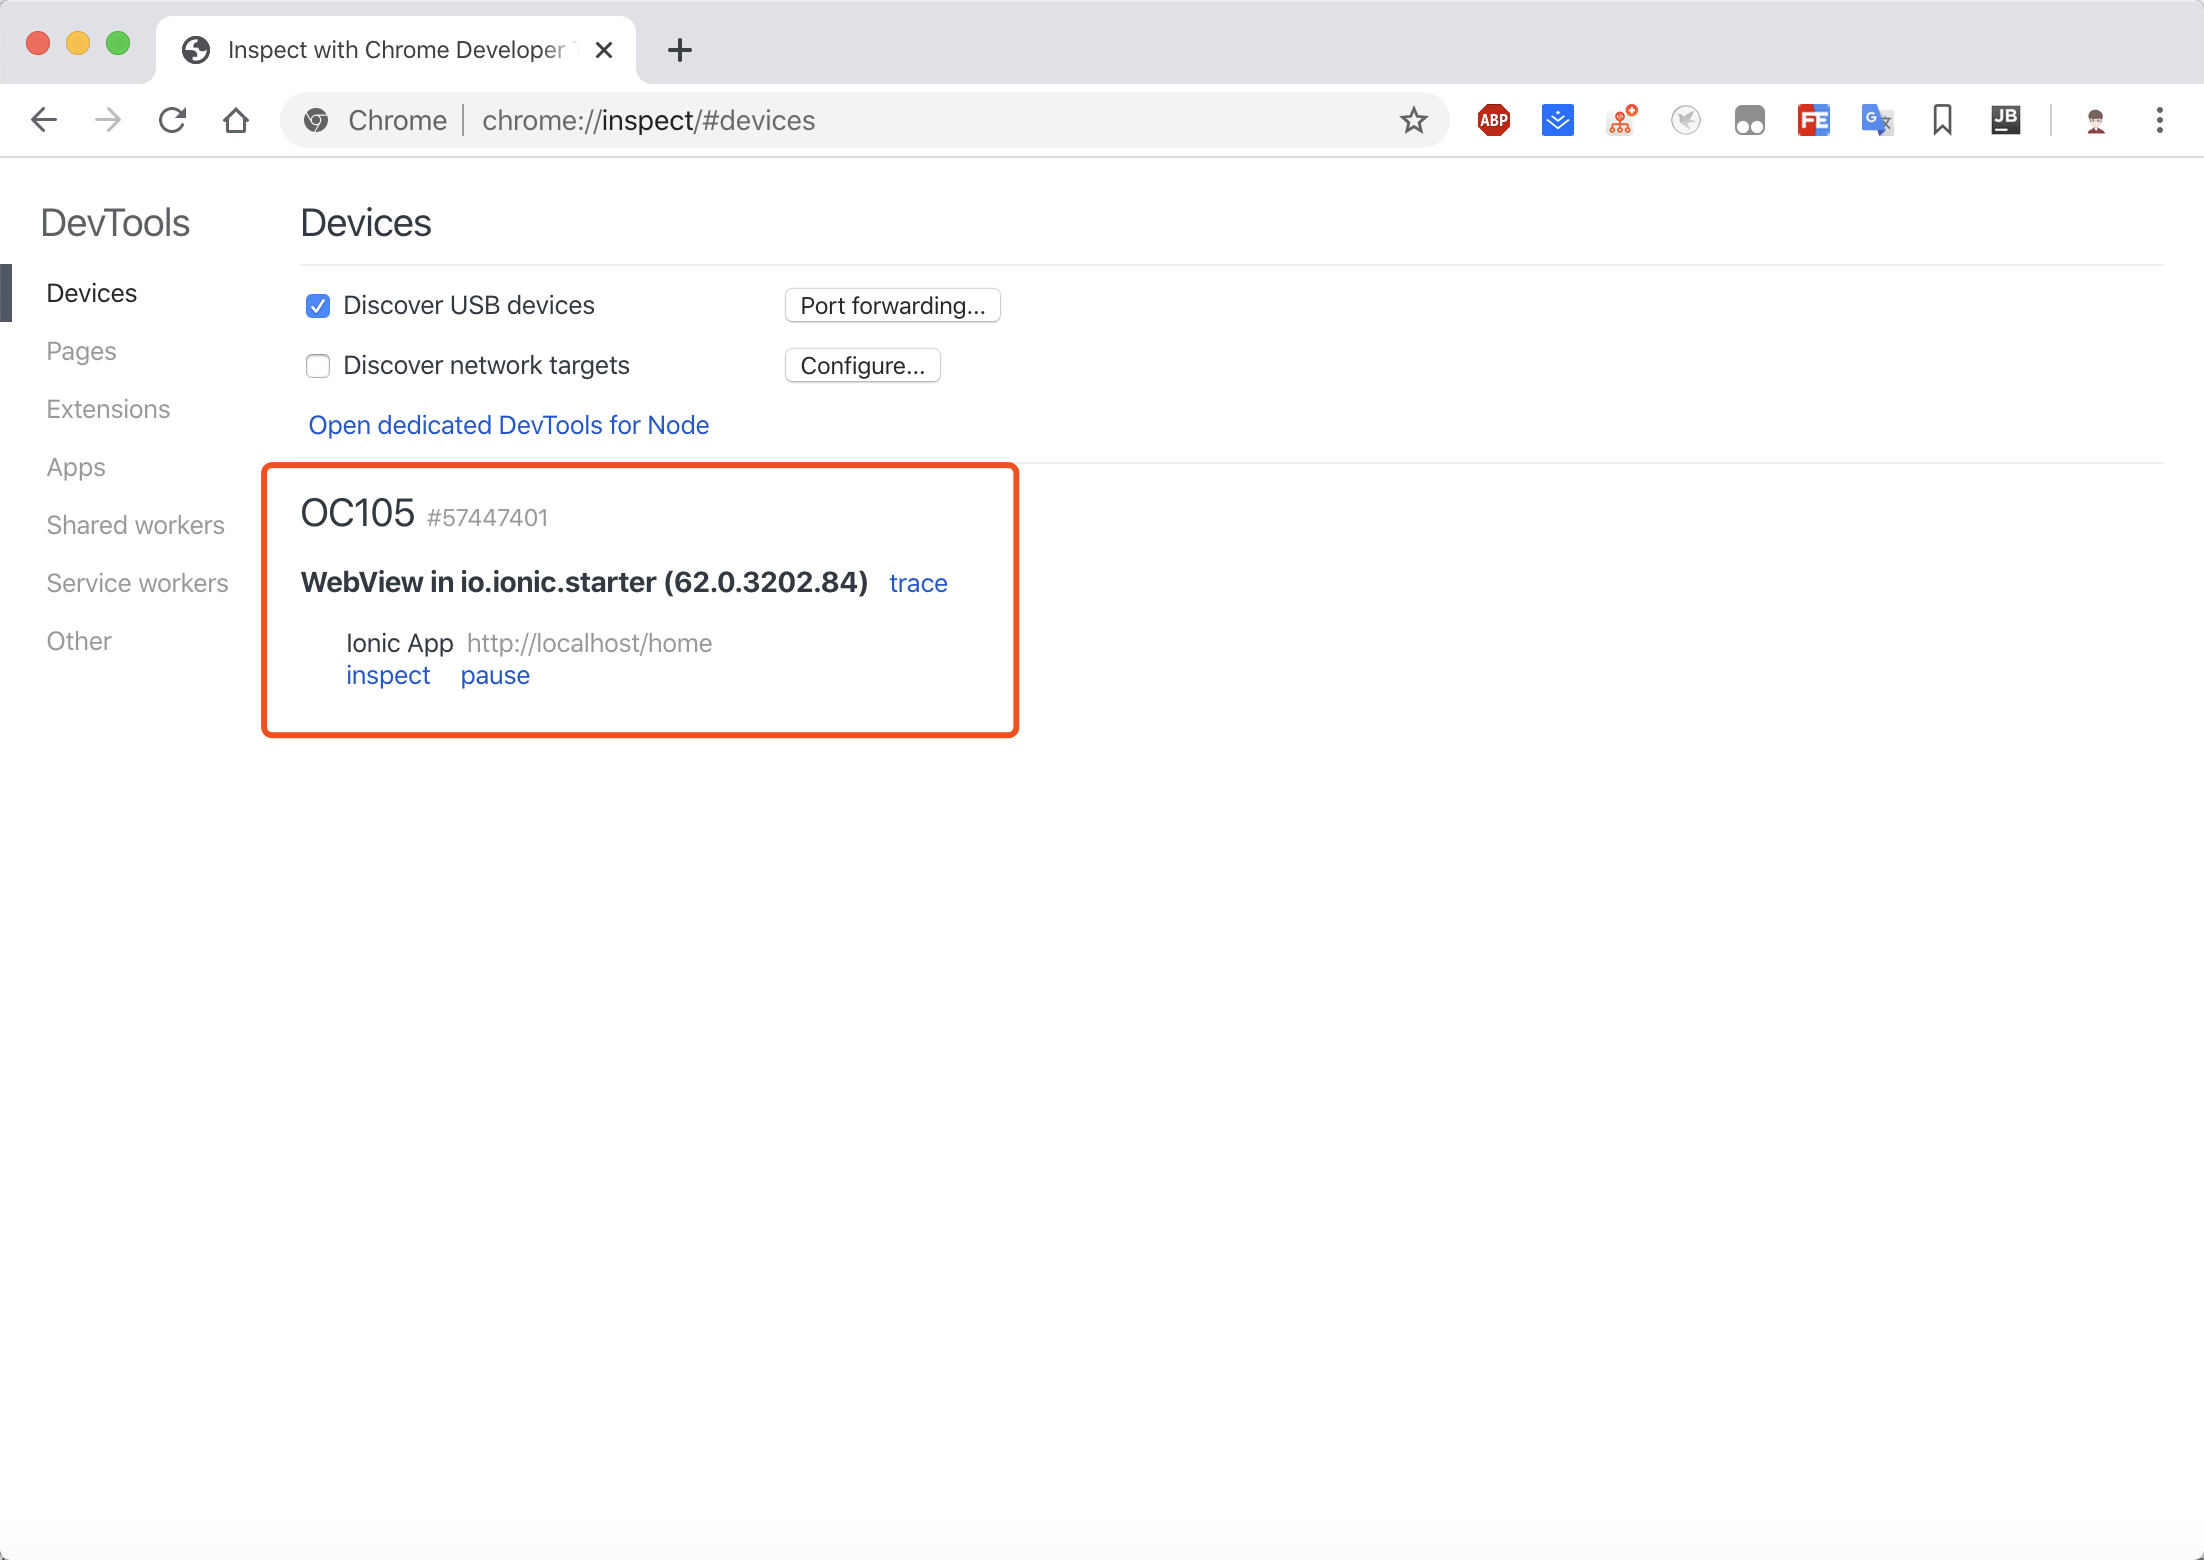 Inspect with Chrome Developer
Chrome chrome://inspect/#devices
ABP
FE
G
JB
DevTools
Devices
Pages
Extensions
Apps
Shared workers
Service workers
Other
Devices
Discover USB devices Port forwarding...
Discover network targets Configure...
Open dedicated DevTools for Node
OC105 #57447401
WebView in io.ionic.starter (62.0.3202.84) trace
Ionic App http://localhost/home
inspect pause